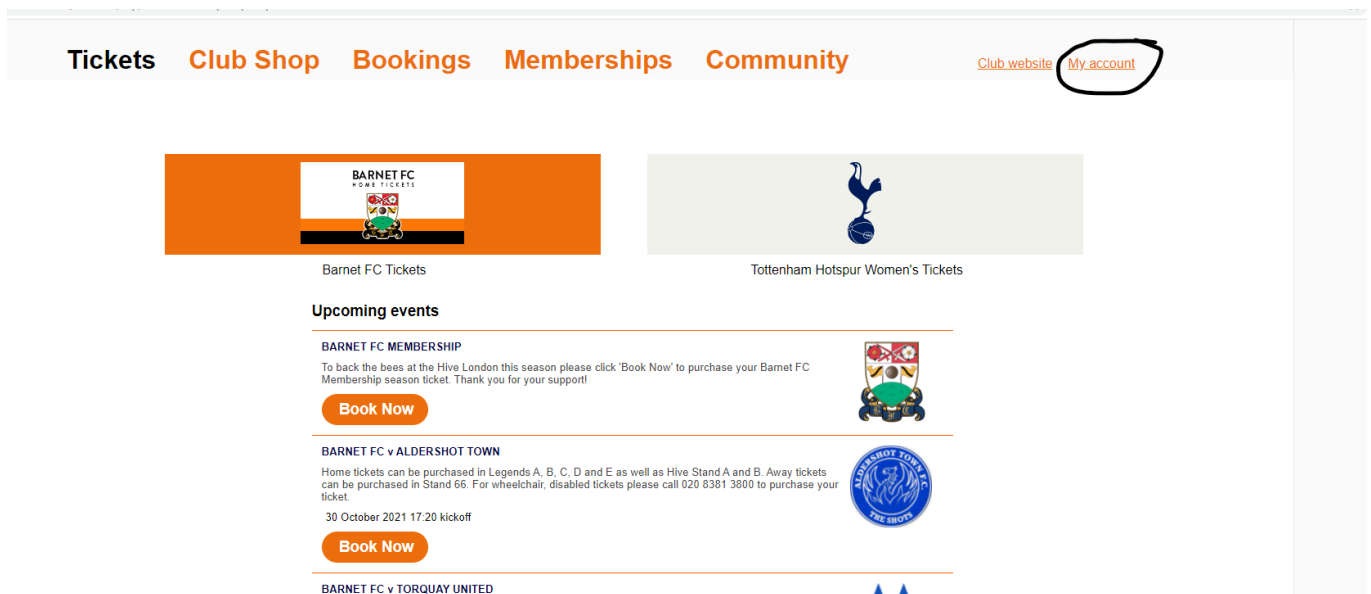 Tickets Club Shop Bookings Memberships Community Club website My account
BARNET FC
HOME TICKETS
Barnet FC Tickets
Tottenham Hotspur Women's Tickets
Upcoming events
BARNET FC MEMBERSHIP
To back the bees at the Hive London this season please click 'Book Now' to purchase your Barnet FC
Membership season ticket. Thank you for your support!
Book Now
BARNET FC v ALDERSHOT TOWN
Home tickets can be purchased in Legends A, B, C, D and E as well as Hive Stand A and B. Away tickets
can be purchased in Stand 66. For wheelchair, disabled tickets please call 020 8381 3800 to purchase your
ticket.
30 October 2021 17:20 kickoff
Book Now
ALDERSHOT TOWN F.C.
THE SHOTS
BARNET FC v TORQUAY UNITED